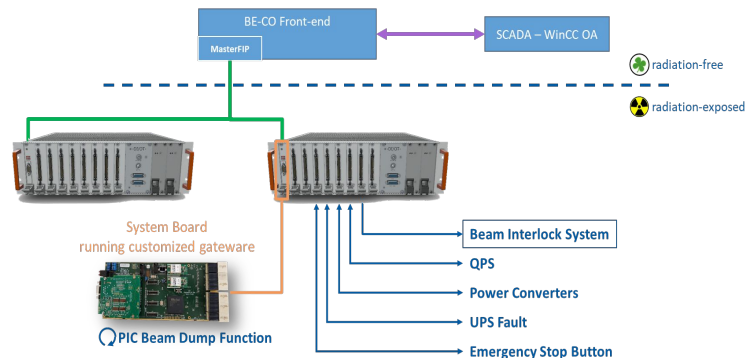 BE-CO Front-end
MasterFIP
SCADA – WinCC OA
radiation-free
radiation-exposed
System Board
running customized gateware
PIC Beam Dump Function
Beam Interlock System
QPS
Power Converters
UPS Fault
Emergency Stop Button